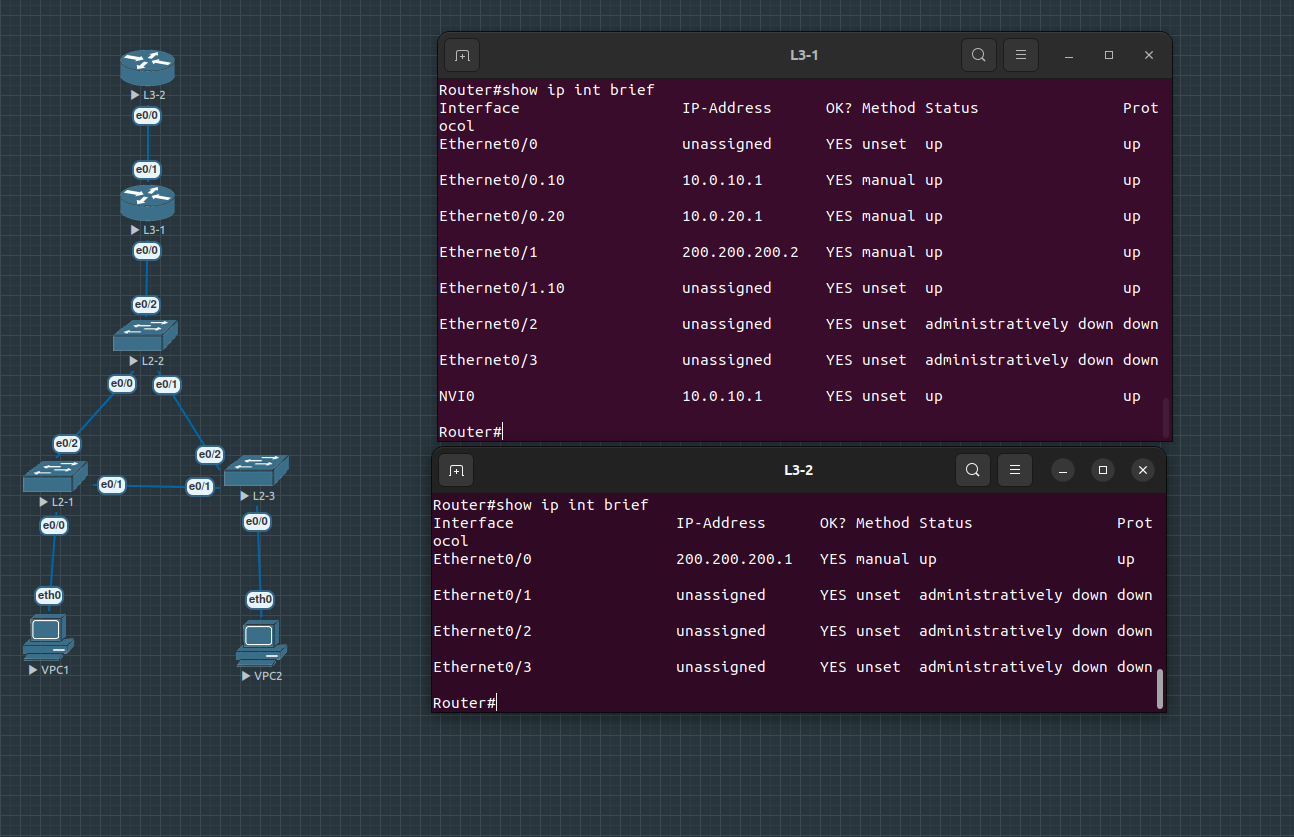 L3-2
e0/0
e0/1
L3-1
e0/0
e0/2
L2-2
e0/0 e0/1
e0/2 e0/2
L2-1 e0/1 e0/1 L2-3
e0/0 e0/0
eth0 eth0
VPC1 VPC2
L3-1
Router#show ip int brief
Interface IP-Address OK? Method Status Prot
ocol
Ethernet0/0 unassigned YES unset up up
Ethernet0/0.10 10.0.10.1 YES manual up up
Ethernet0/0.20 10.0.20.1 YES manual up up
Ethernet0/1 200.200.200.2 YES manual up up
Ethernet0/1.10 unassigned YES unset up up
Ethernet0/2 unassigned YES unset administratively down down
Ethernet0/3 unassigned YES unset administratively down down
NVI0 10.0.10.1 YES unset up up
Router#
L3-2
Router#show ip int brief
Interface IP-Address OK? Method Status Prot
ocol
Ethernet0/0 200.200.200.1 YES manual up up
Ethernet0/1 unassigned YES unset administratively down down
Ethernet0/2 unassigned YES unset administratively down down
Ethernet0/3 unassigned YES unset administratively down down
Router#